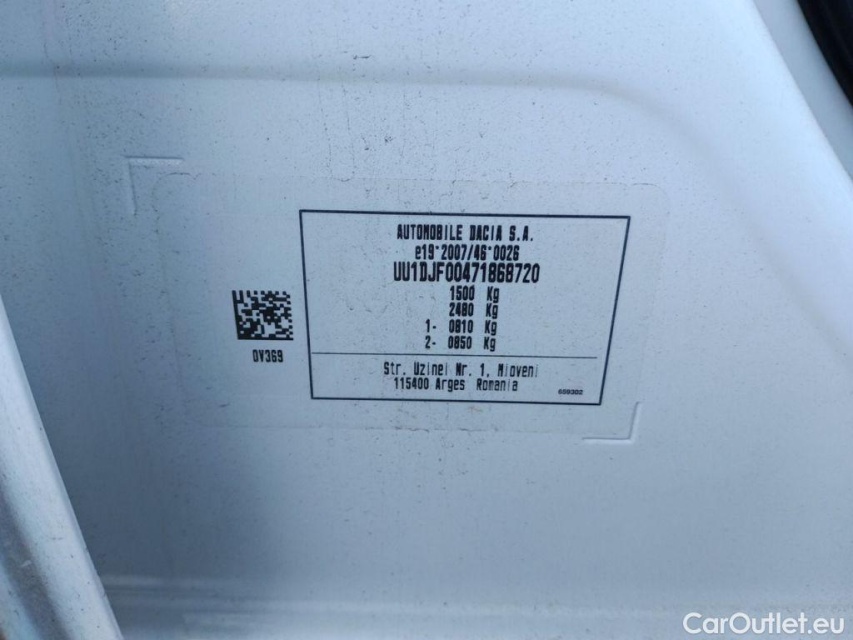 AUTOMOBILE DACIA S.A.
e19*2007/46*0026
UU1DJF00471868720
1500 Kg
2480 Kg
1- 0810 Kg
2- 0850 Kg
0V369
Str. Uzinei Nr. 1, Mioveni
115400 Arges Romania
659302
CarOutlet.eu